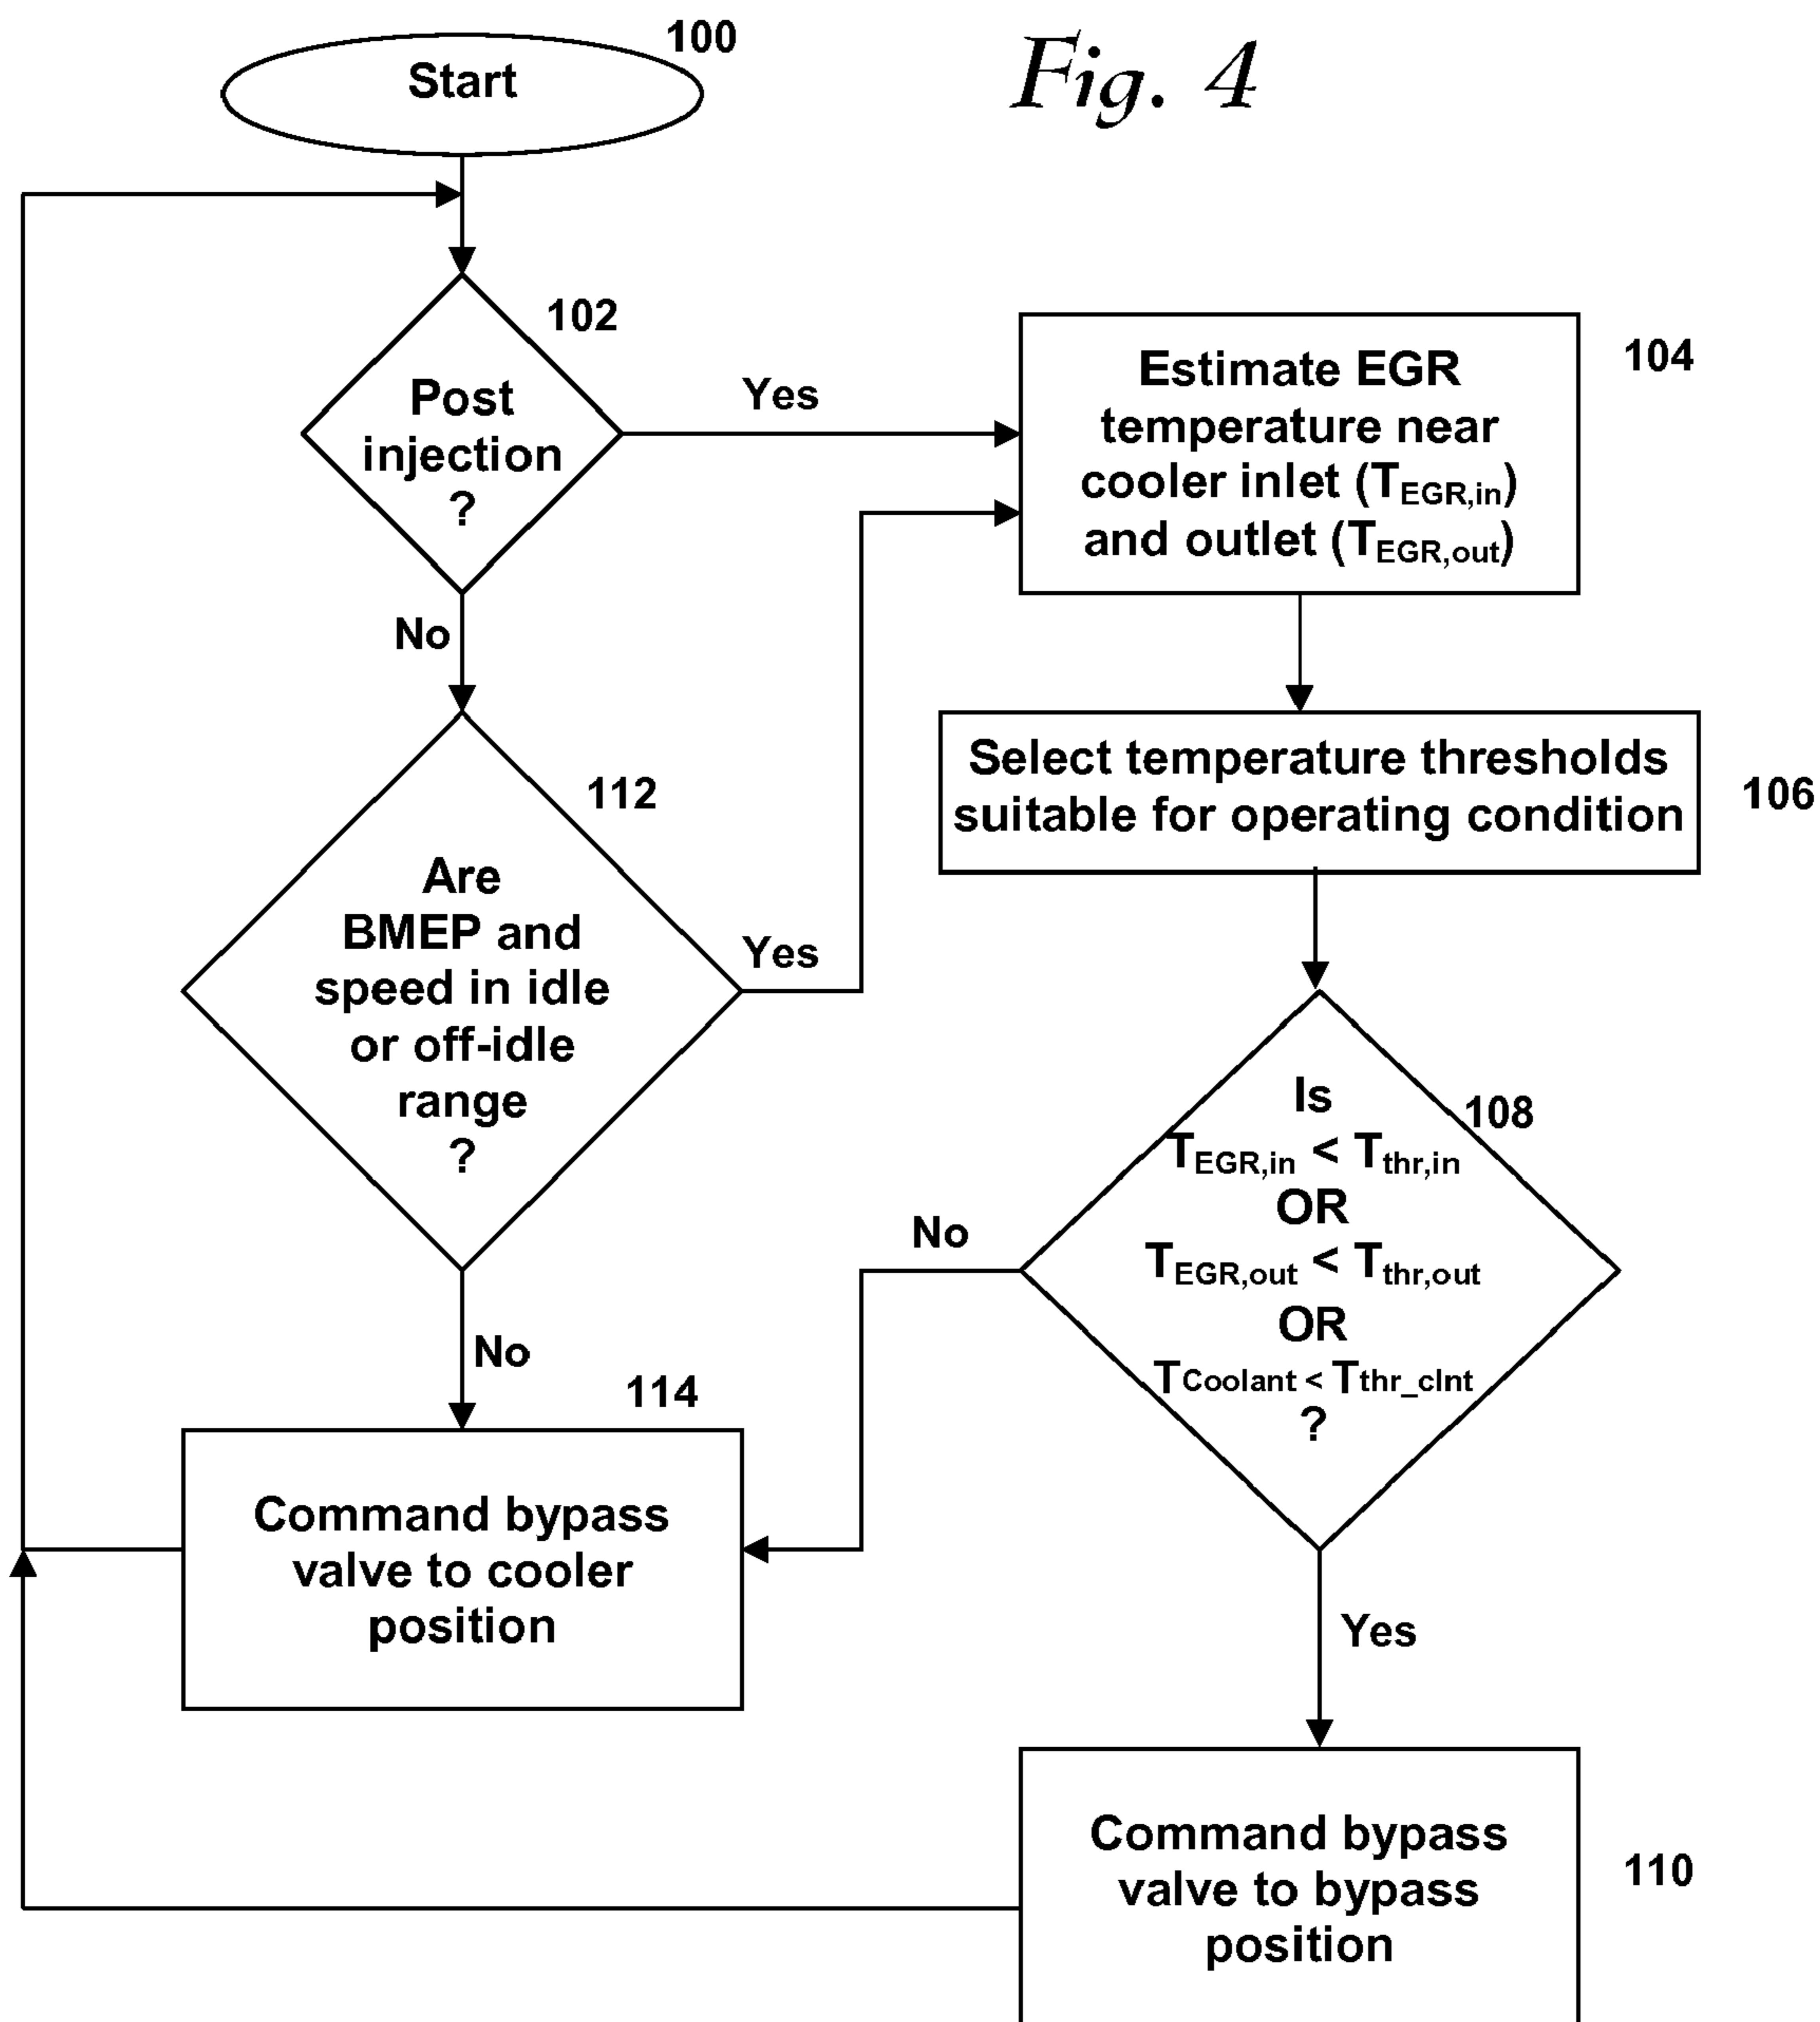 100
Start
Fig. 4
102
Post
injection
?
Yes
No
104
Estimate EGR
temperature near
cooler inlet (TEGR,in)
and outlet (TEGR,out)
106
Select temperature thresholds
suitable for operating condition
112
Are
BMEP and
speed in idle
or off-idle
range
?
Yes
No
108
Is
TEGR,in < Tthr,in
OR
TEGR,out < Tthr,out
OR
TCoolant < Tthr_clnt
?
No
Yes
114
Command bypass
valve to cooler
position
110
Command bypass
valve to bypass
position